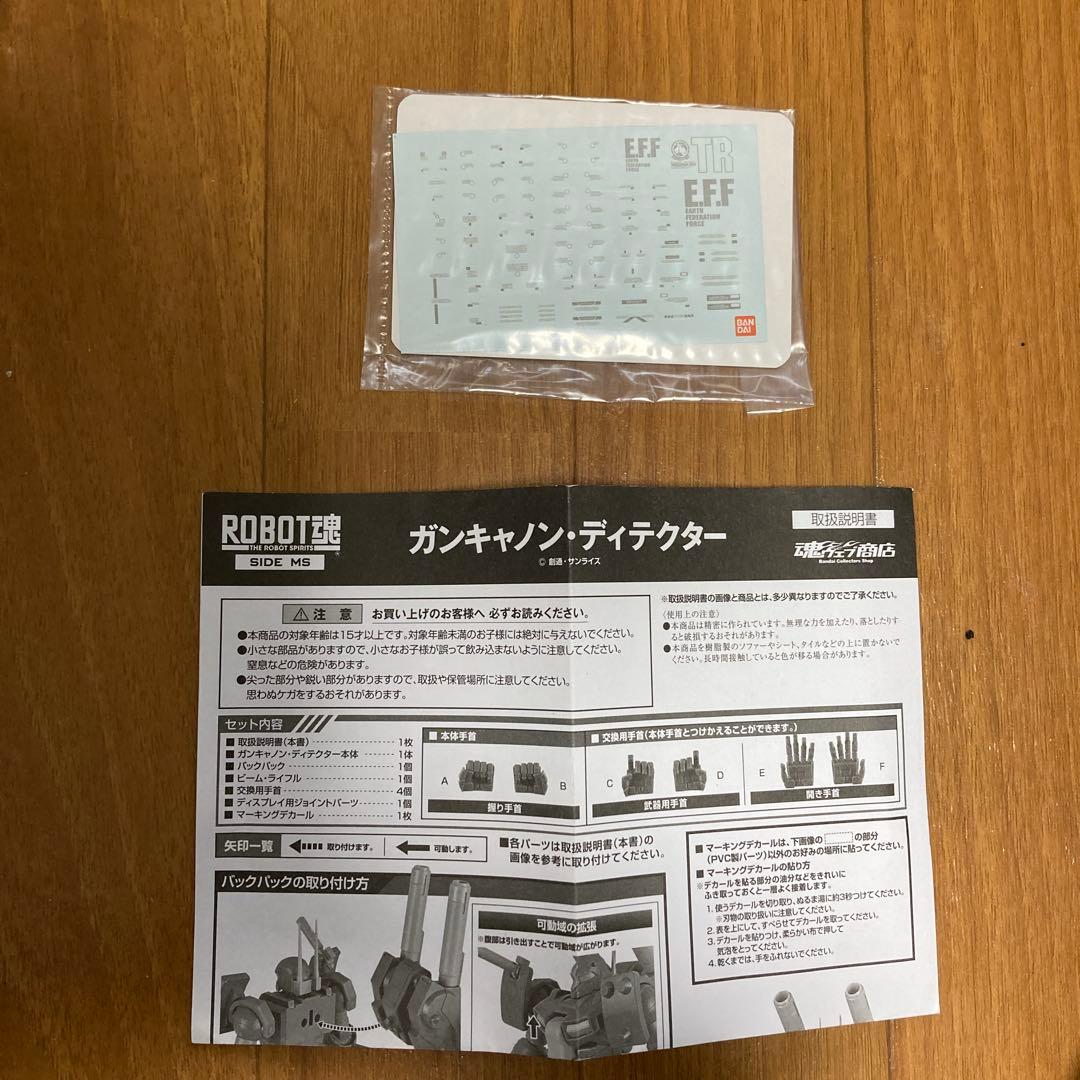 E.F.F
EARTH
FEDERATION
FORCE
TR
E.F.F
EARTH
FEDERATION
FORCE
BAN
DAI
ROBOT魂
THE ROBOT SPIRITS
SIDE MS
ガンキャノン・ディテクター
© 創通・サンライズ
取扱説明書
魂ウェブ商店
Bandai Collectors Shop
注 意 お買い上げのお客様へ 必ずお読みください。
●本商品の対象年齢は15才以上です。対象年齢未満のお子様には絶対に与えないでください。
●小さな部品がありますので、小さなお子様が誤って飲み込まないように注意してください。
窒息などの危険があります。
●尖った部分や鋭い部分がありますので、取扱や保管場所に注意してください。
思わぬケガをするおそれがあります。
※取扱説明書の画像と商品とは、多少異なりますのでご了承ください。
〈使用上の注意〉
●本商品は精密に作られています。無理な力を加えたり、落としたりす
ると破損するおそれがあります。
●本商品を樹脂製のソファーやシート、タイルなどの上に置かないで
ください。長時間接触していると色が移る場合があります。
セット内容
■ 取扱説明書(本書) 1枚
■ ガンキャノン・ディテクター本体 1体
■ バックパック 1個
■ ビーム・ライフル 1個
■ 交換用手首 4個
■ ディスプレイ用ジョイントパーツ 1個
■ マーキングデカール 1枚
■ 本体手首
A B
握り手首
■ 交換用手首(本体手首とつけかえることができます。)
C D
武器用手首
E F
開き手首
矢印一覧
取り付けます。
可動します。
■各パーツは取扱説明書(本書)の
画像を参考に取り付けてください。
■ マーキングデカールは、下画像の の部分
(PVC製パーツ)以外のお好みの場所に貼ってください。
■ マーキングデカールの貼り方
※デカールを貼る部分の油分などをきれいに
ふき取っておくと一層よく接着します。
1. 使うデカールを切り取り、ぬるま湯に約3秒つけてください。
※刃物の取り扱いに注意してください。
2. 表を上にして、すべらせてデカールを取ってください。
3. デカールを貼りつけ、柔らかい布で押して
気泡をとってください。
4. 乾くまでは、手をふれないでください。
バックパックの取り付け方
可動域の拡張
※腹部は引き出すことで可動域が広がります。